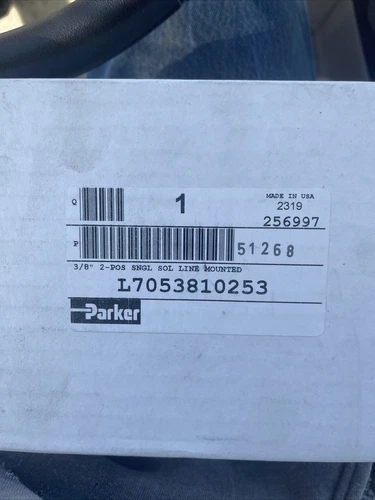 Q 1 MADE IN USA
2319
256997
P 51268
3/8" 2-POS SNGL SOL LINE MOUNTED
L7053810253
Parker